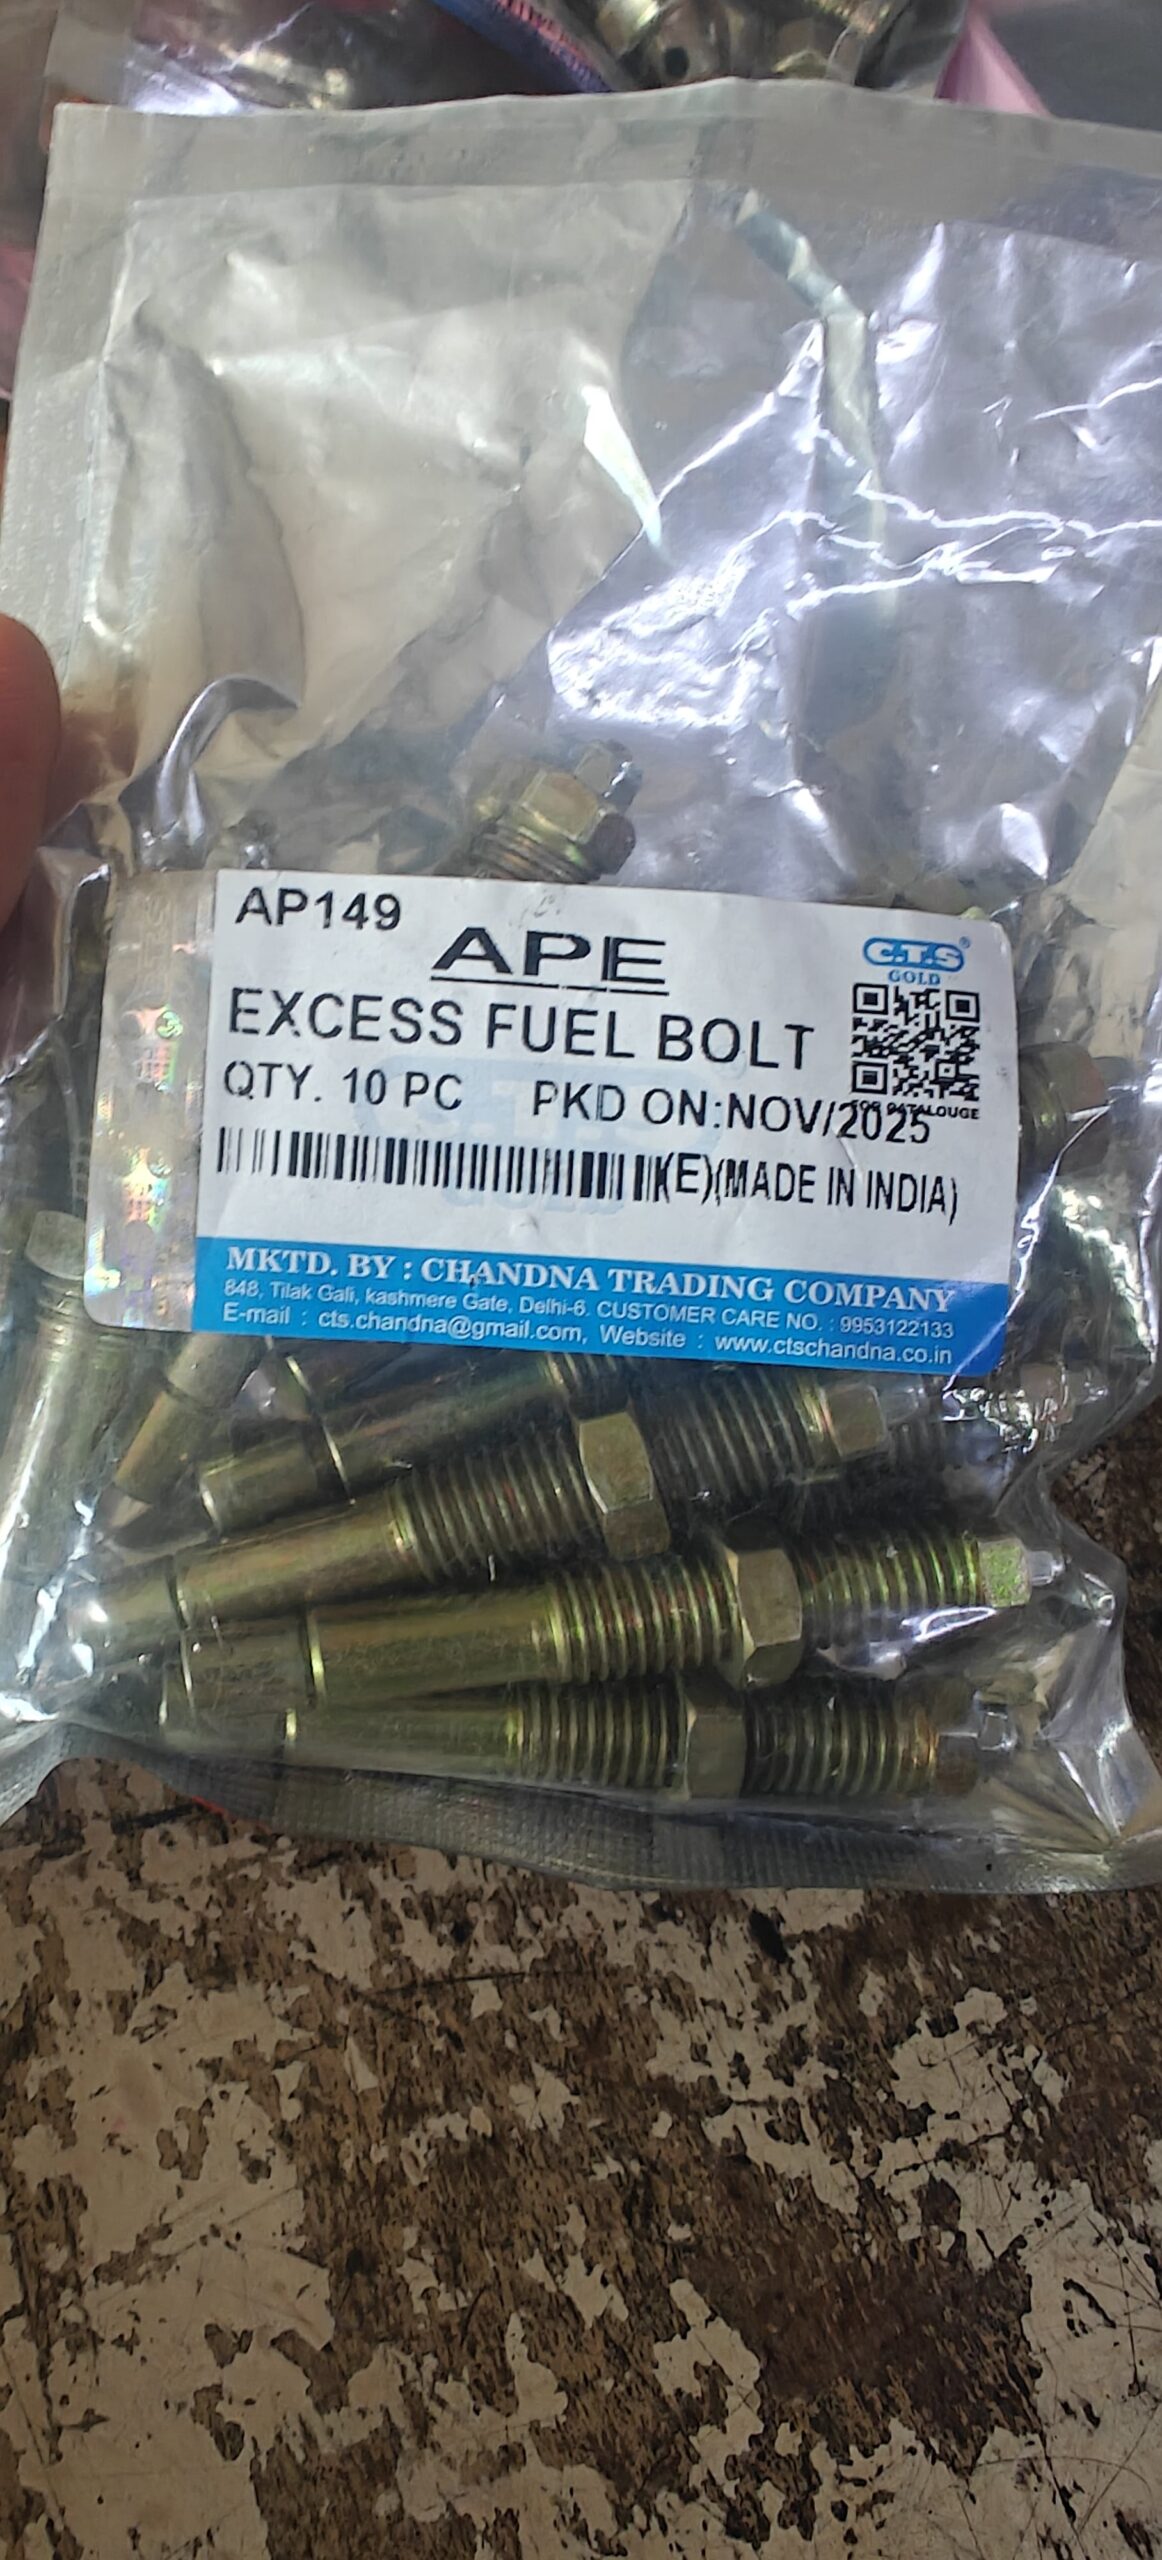 AP149
APE
C.T.S®
GOLD
EXCESS FUEL BOLT
QTY. 10 PC PKD ON:NOV/2025
FOR CATALOUGE
(E)(MADE IN INDIA)
MKTD. BY : CHANDNA TRADING COMPANY
848, Tilak Gali, kashmere Gate, Delhi-6. CUSTOMER CARE NO. : 9953122133
E-mail : cts.chandna@gmail.com, Website : www.ctschandna.co.in